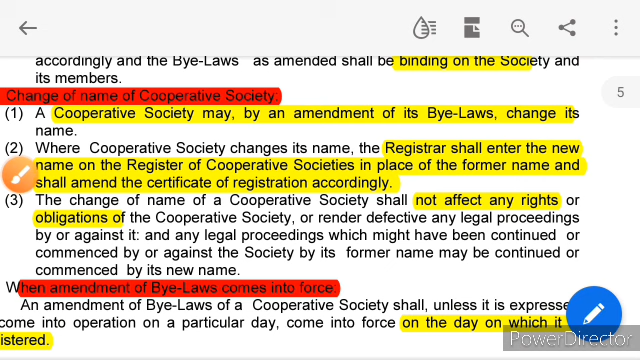 accordingly and the Bye-Laws as amended shall be binding on the Society and
its members.
5
Change of name of Cooperative Society:
(1) A Cooperative Society may, by an amendment of its Bye-Laws, change its
name.
(2) Where Cooperative Society changes its name, the Registrar shall enter the new
name on the Register of Cooperative Societies in place of the former name and
shall amend the certificate of registration accordingly.
(3) The change of name of a Cooperative Society shall not affect any rights or
obligations of the Cooperative Society, or render defective any legal proceedings
by or against it: and any legal proceedings which might have been continued or
commenced by or against the Society by its former name may be continued or
commenced by its new name.
When amendment of Bye-Laws comes into force.
An amendment of Bye-Laws of a Cooperative Society shall, unless it is expresse
come into operation on a particular day, come into force on the day on which it
istered.
PowerDirector